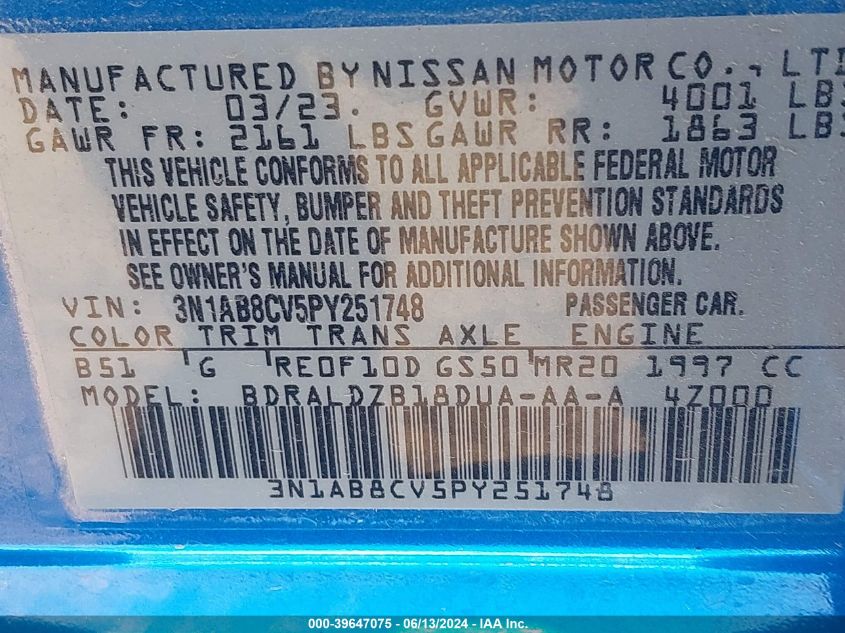 MANUFACTURED BY NISSAN MOTOR CO., LTD
DATE: 03/23. GVWR: 4001 LBS
GAWR FR: 2161 LBS GAWR RR: 1863 LBS
THIS VEHICLE CONFORMS TO ALL APPLICABLE FEDERAL MOTOR
VEHICLE SAFETY, BUMPER AND THEFT PREVENTION STANDARDS
IN EFFECT ON THE DATE OF MANUFACTURE SHOWN ABOVE.
SEE OWNER'S MANUAL FOR ADDITIONAL INFORMATION.
VIN: 3N1AB8CV5PY251748 PASSENGER CAR.
COLOR TRIM TRANS AXLE ENGINE
B51 G RE0F10D GS50 MR20 1997 CC
MODEL: BDRALDZB18DUA-AA-A 4Z000
3N1AB8CV5PY251748
000-39647075 - 06/13/2024 - IAA Inc.